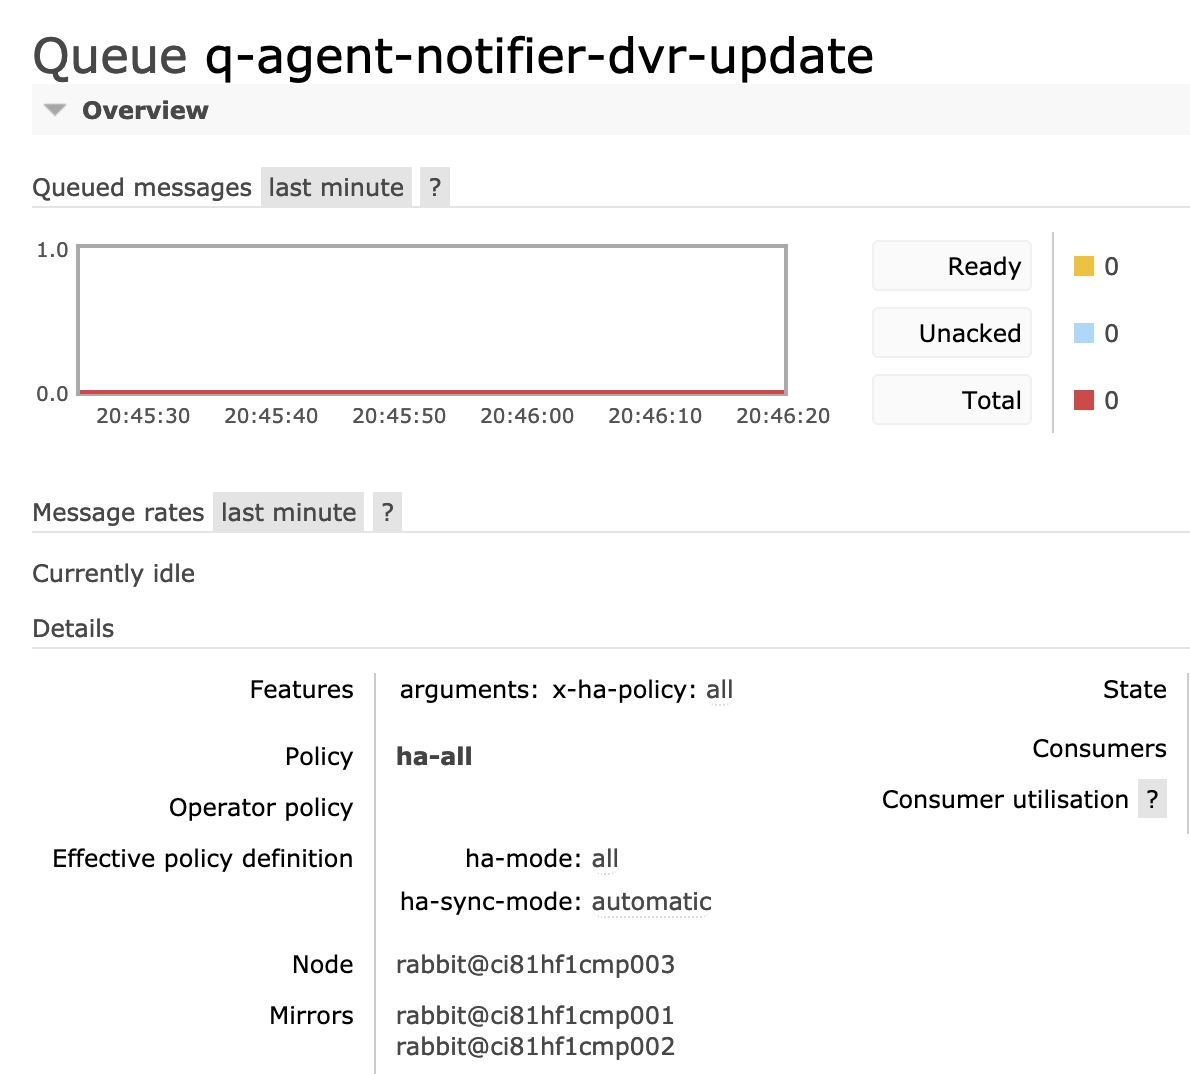 Queue q-agent-notifier-dvr-update
Overview
Queued messages last minute ?
1.0
0.0
20:45:30 20:45:40 20:45:50 20:46:00 20:46:10 20:46:20
Ready 0
Unacked 0
Total 0
Message rates last minute ?
Currently idle
Details
Features arguments: x-ha-policy: all
Policy ha-all
Operator policy
Effective policy definition ha-mode: all
ha-sync-mode: automatic
Node rabbit@ci81hf1cmp003
Mirrors rabbit@ci81hf1cmp001
rabbit@ci81hf1cmp002
State
Consumers
Consumer utilisation ?